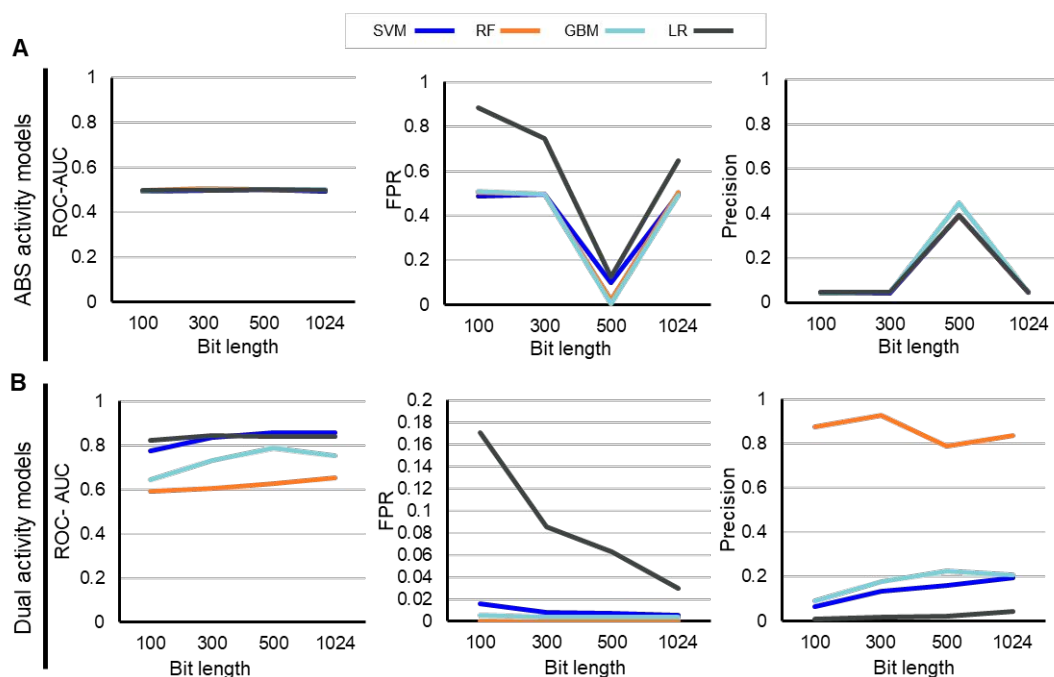 SVM RF GBM LR
A
ABS activity models
1
0.8
0.6
0.4
0.2
0
ROC-AUC
100 300 500 1024
Bit length
1
0.8
0.6
0.4
0.2
0
FPR
100 300 500 1024
Bit length
1
0.8
0.6
0.4
0.2
0
Precision
100 300 500 1024
Bit length
B
Dual activity models
1
0.8
0.6
0.4
0.2
0
ROC- AUC
100 300 500 1024
Bit length
0.2
0.18
0.16
0.14
0.12
0.1
0.08
0.06
0.04
0.02
0
FPR
100 300 500 1024
Bit length
1
0.8
0.6
0.4
0.2
0
Precision
100 300 500 1024
Bit length